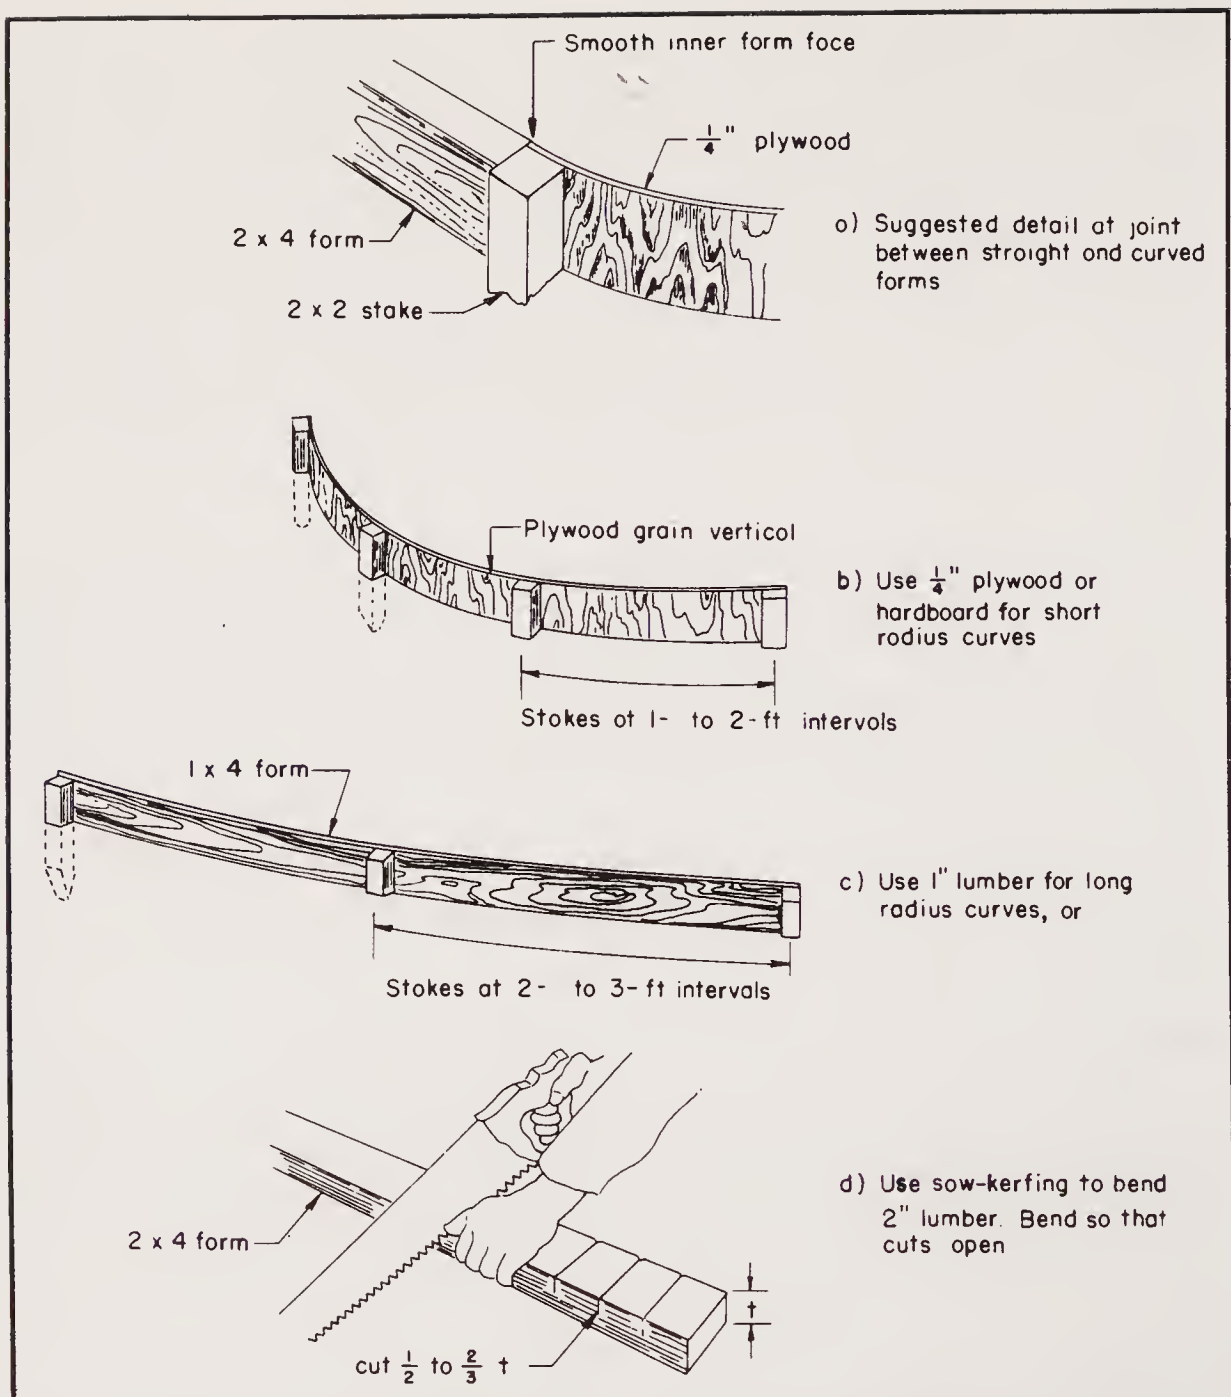 Smooth inner form foce
1/4" plywood
2 x 4 form
2 x 2 stake
o) Suggested detail at joint
between stroight ond curved
forms
Plywood grain verticol
b) Use 1/4" plywood or
hardboard for short
rodius curves
Stokes ot 1- to 2-ft intervols
1 x 4 form
c) Use 1" lumber for long
radius curves, or
Stokes at 2- to 3-ft intervals
2 x 4 form
d) Use sow-kerfing to bend
2" lumber. Bend so that
cuts open
t
cut 1/2 to 2/3 t